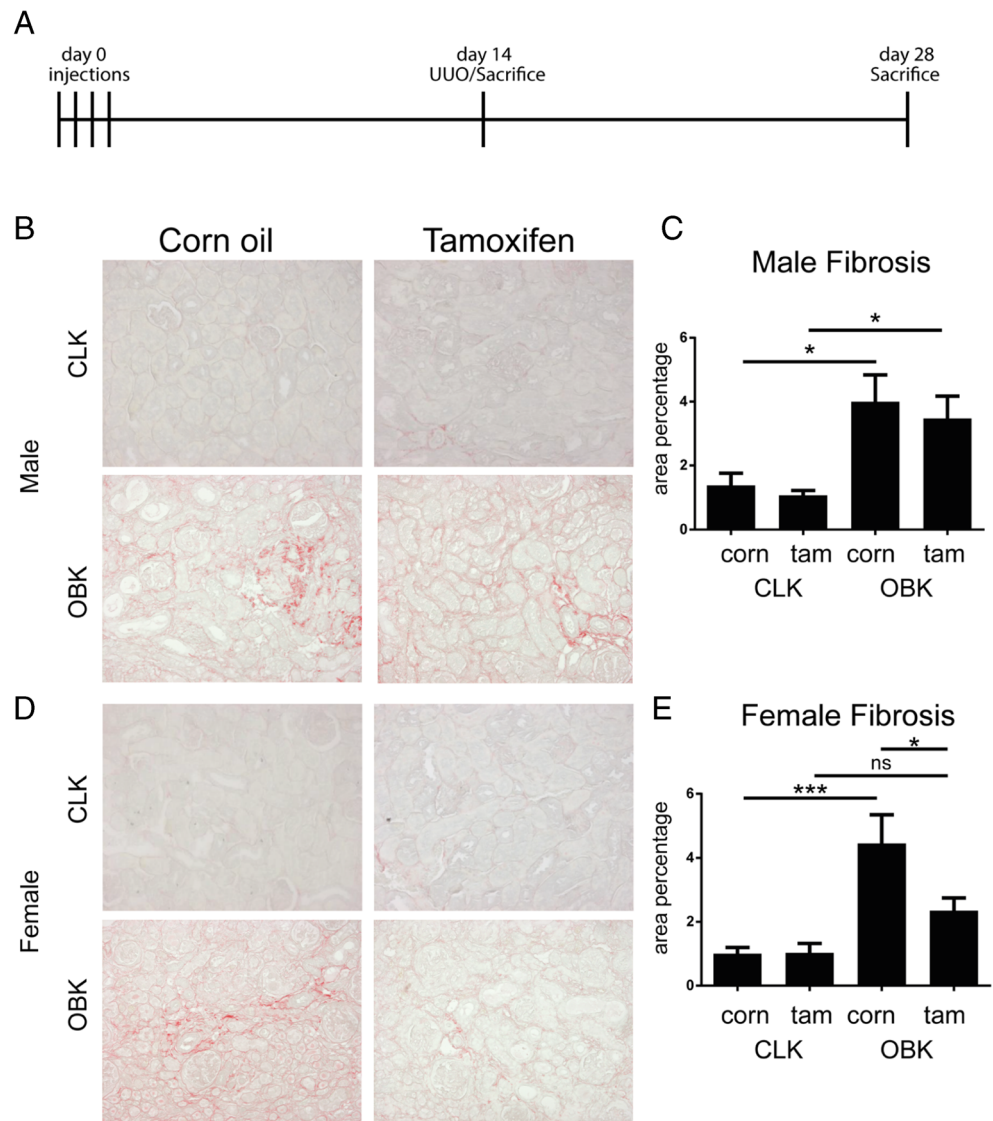 A
day 0
injections
day 14
UUO/Sacrifice
day 28
Sacrifice
B
Corn oil
Tamoxifen
Male
CLK
OBK
C
Male Fibrosis
area percentage
6
4
2
0
*
*
corn tam corn tam
CLK OBK
D
Female
CLK
OBK
E
Female Fibrosis
area percentage
6
4
2
0
*
ns
***
corn tam corn tam
CLK OBK